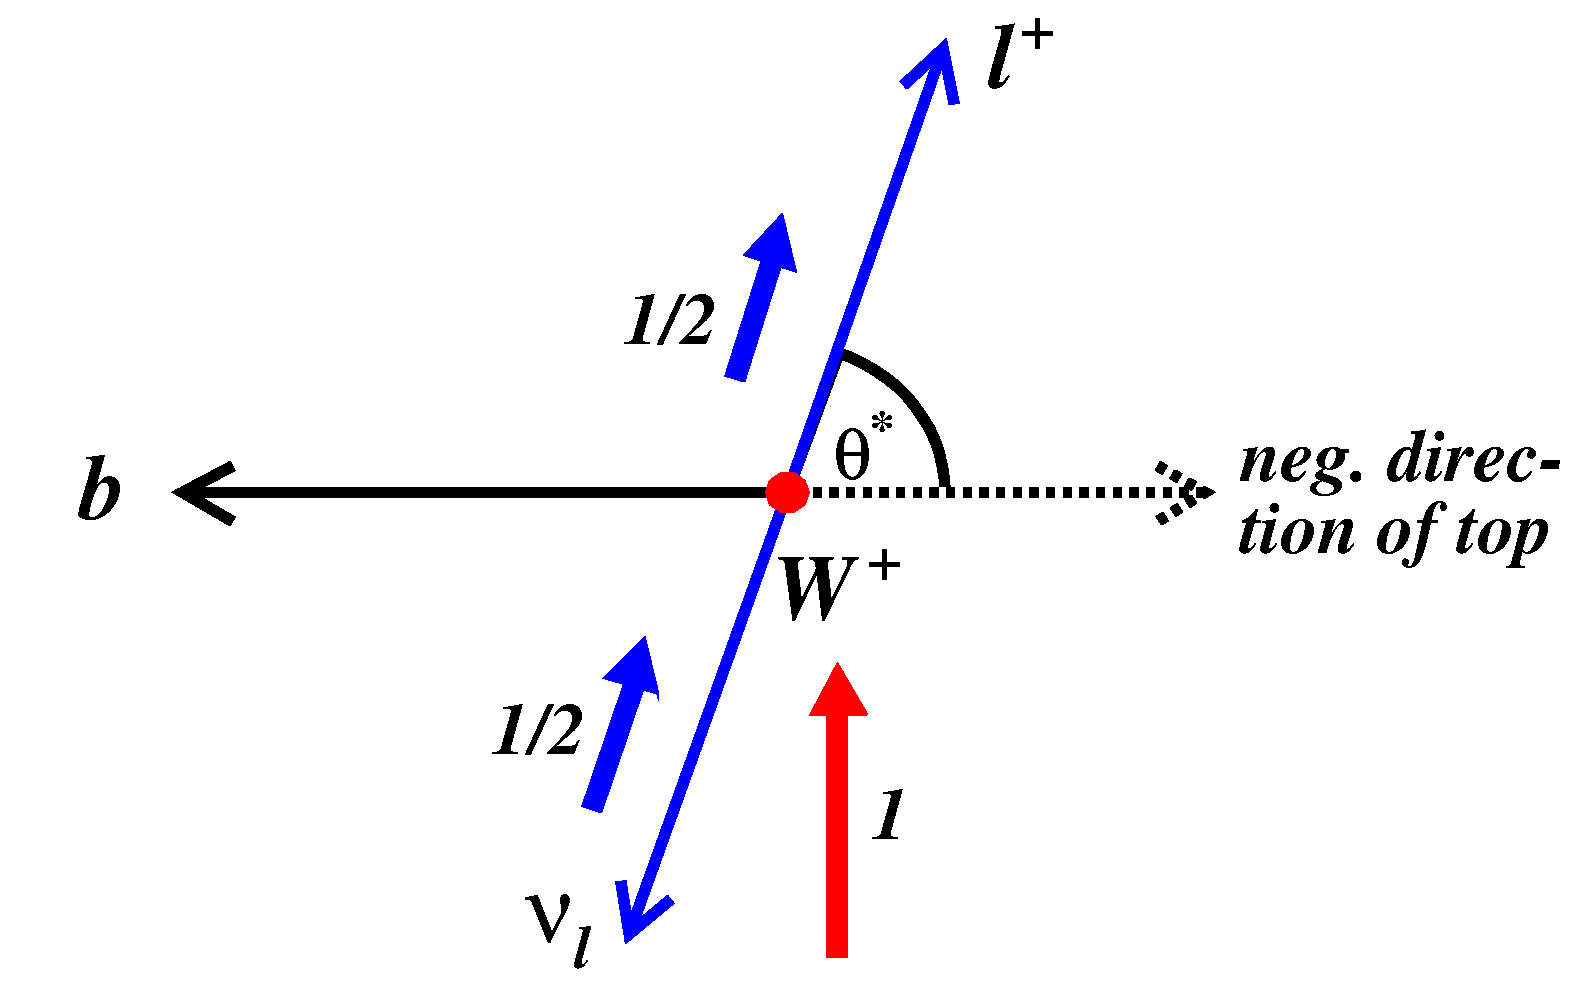 l⁺
1/2
θ*
b
neg. direc-
tion of top
W⁺
1/2
1
νₗ